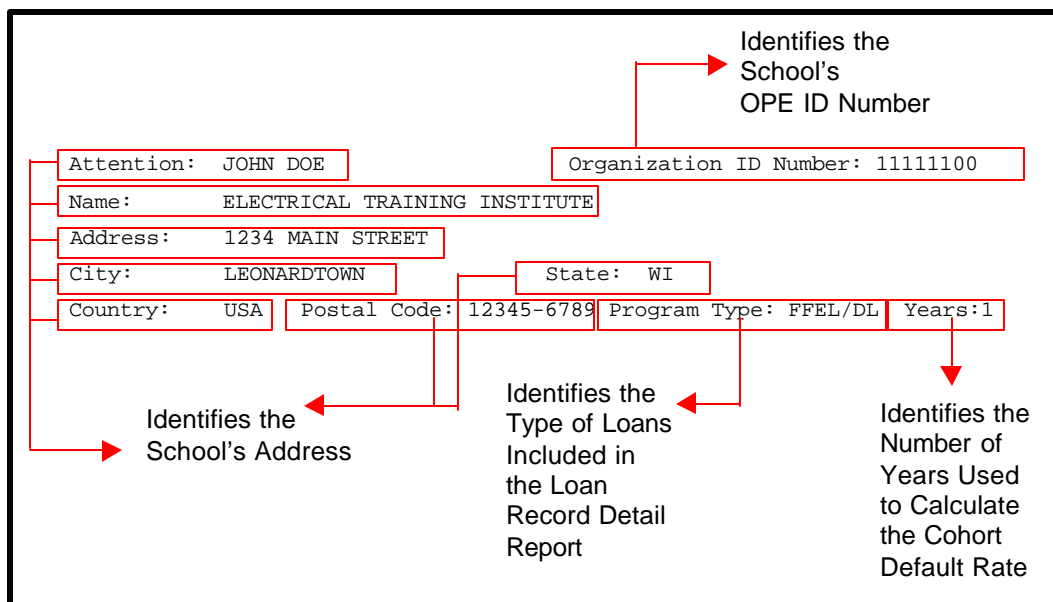 Identifies the
School's
OPE ID Number
Attention: JOHN DOE Organization ID Number: 11111100
Name: ELECTRICAL TRAINING INSTITUTE
Address: 1234 MAIN STREET
City: LEONARDTOWN State: WI
Country: USA Postal Code: 12345-6789 Program Type: FFEL/DL Years:1
Identifies the
School's Address
Identifies the
Type of Loans
Included in
the Loan
Record Detail
Report
Identifies the
Number of
Years Used
to Calculate
the Cohort
Default Rate